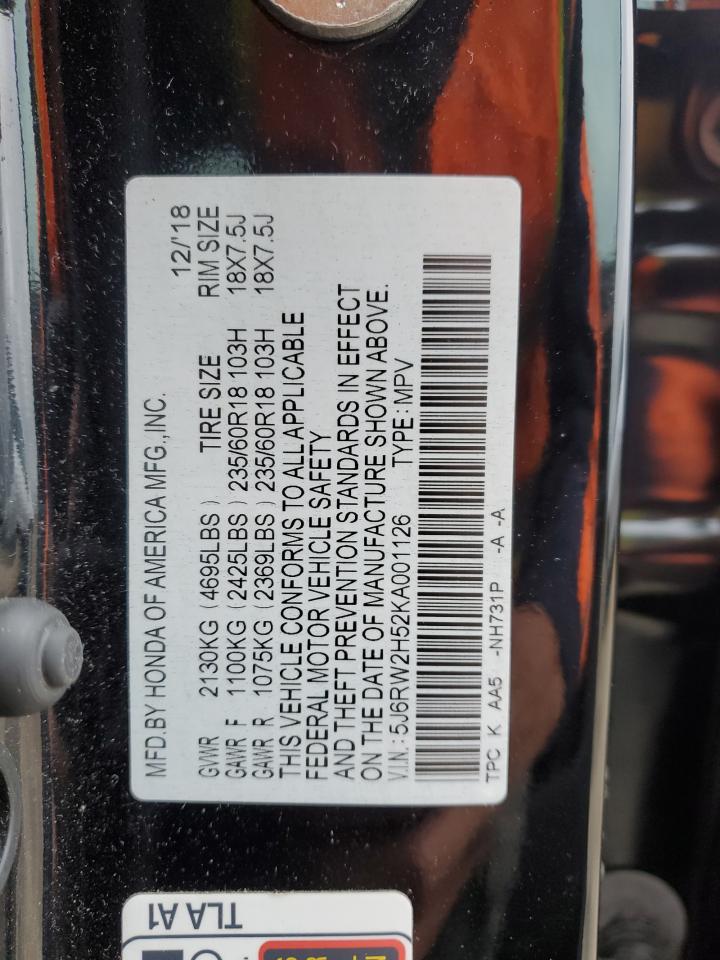 MFD.BY HONDA OF AMERICA MFG.,INC. 12/'18
GVWR 2130KG (4695LBS) TIRE SIZE RIM SIZE
GAWR F 1100KG (2425LBS) 235/60R18 103H 18X7.5J
GAWR R 1075KG (2369LBS) 235/60R18 103H 18X7.5J
THIS VEHICLE CONFORMS TO ALL APPLICABLE
FEDERAL MOTOR VEHICLE SAFETY
AND THEFT PREVENTION STANDARDS IN EFFECT
ON THE DATE OF MANUFACTURE SHOWN ABOVE.
V.I.N.: 5J6RW2H52KA001126 TYPE: MPV
TPC K AA5 -NH731P -A -A
TLA A1